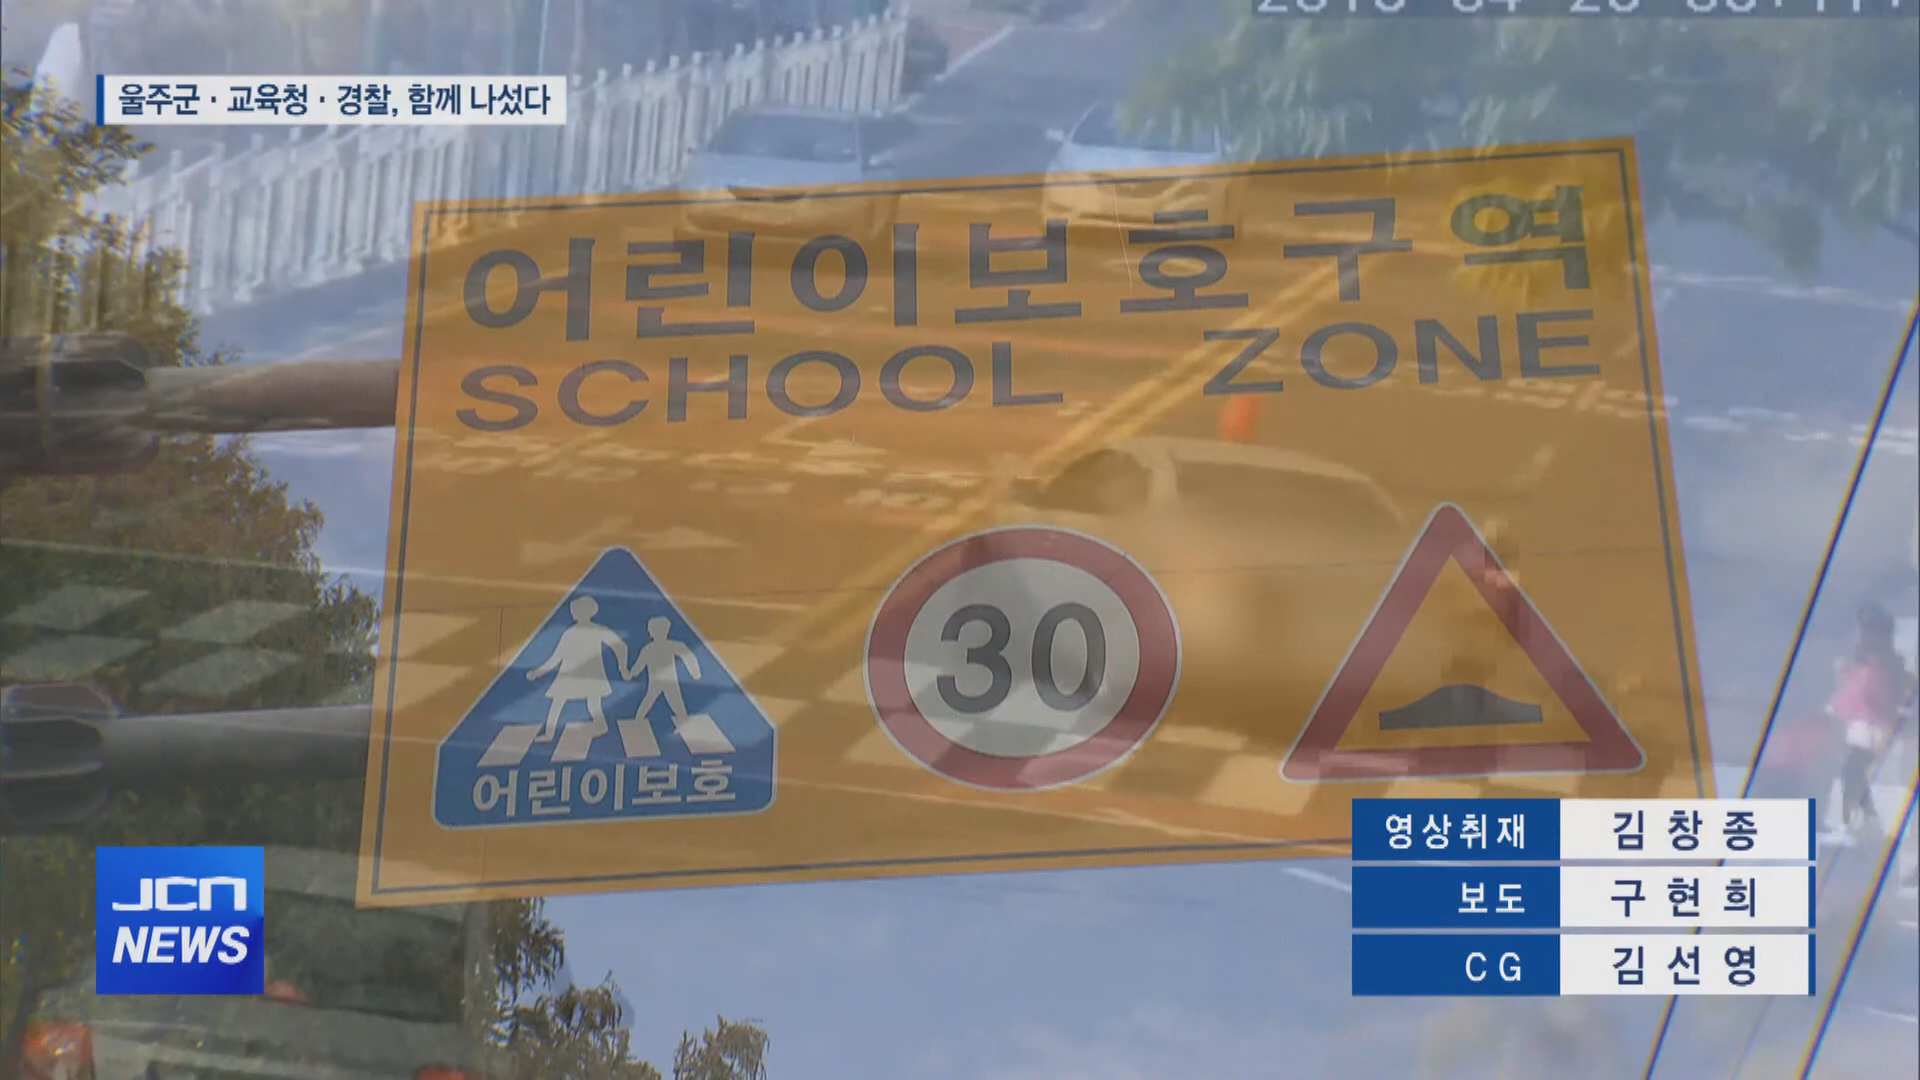 울주군·교육청·경찰, 함께 나섰다
어린이보호구역
SCHOOL ZONE
30
어린이보호
영상취재 김창종
보도 구현희
CG 김선영
JCN
NEWS